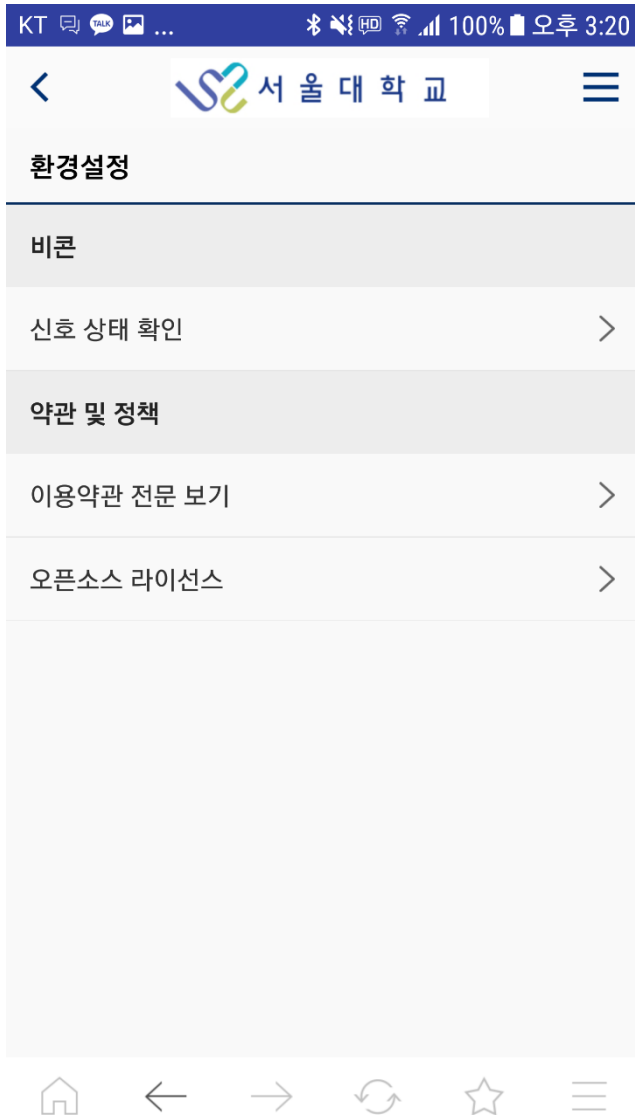 KT TALK ... HD 100% 오후 3:20
서울대학교
환경설정
비콘
신호 상태 확인
약관 및 정책
이용약관 전문 보기
오픈소스 라이선스